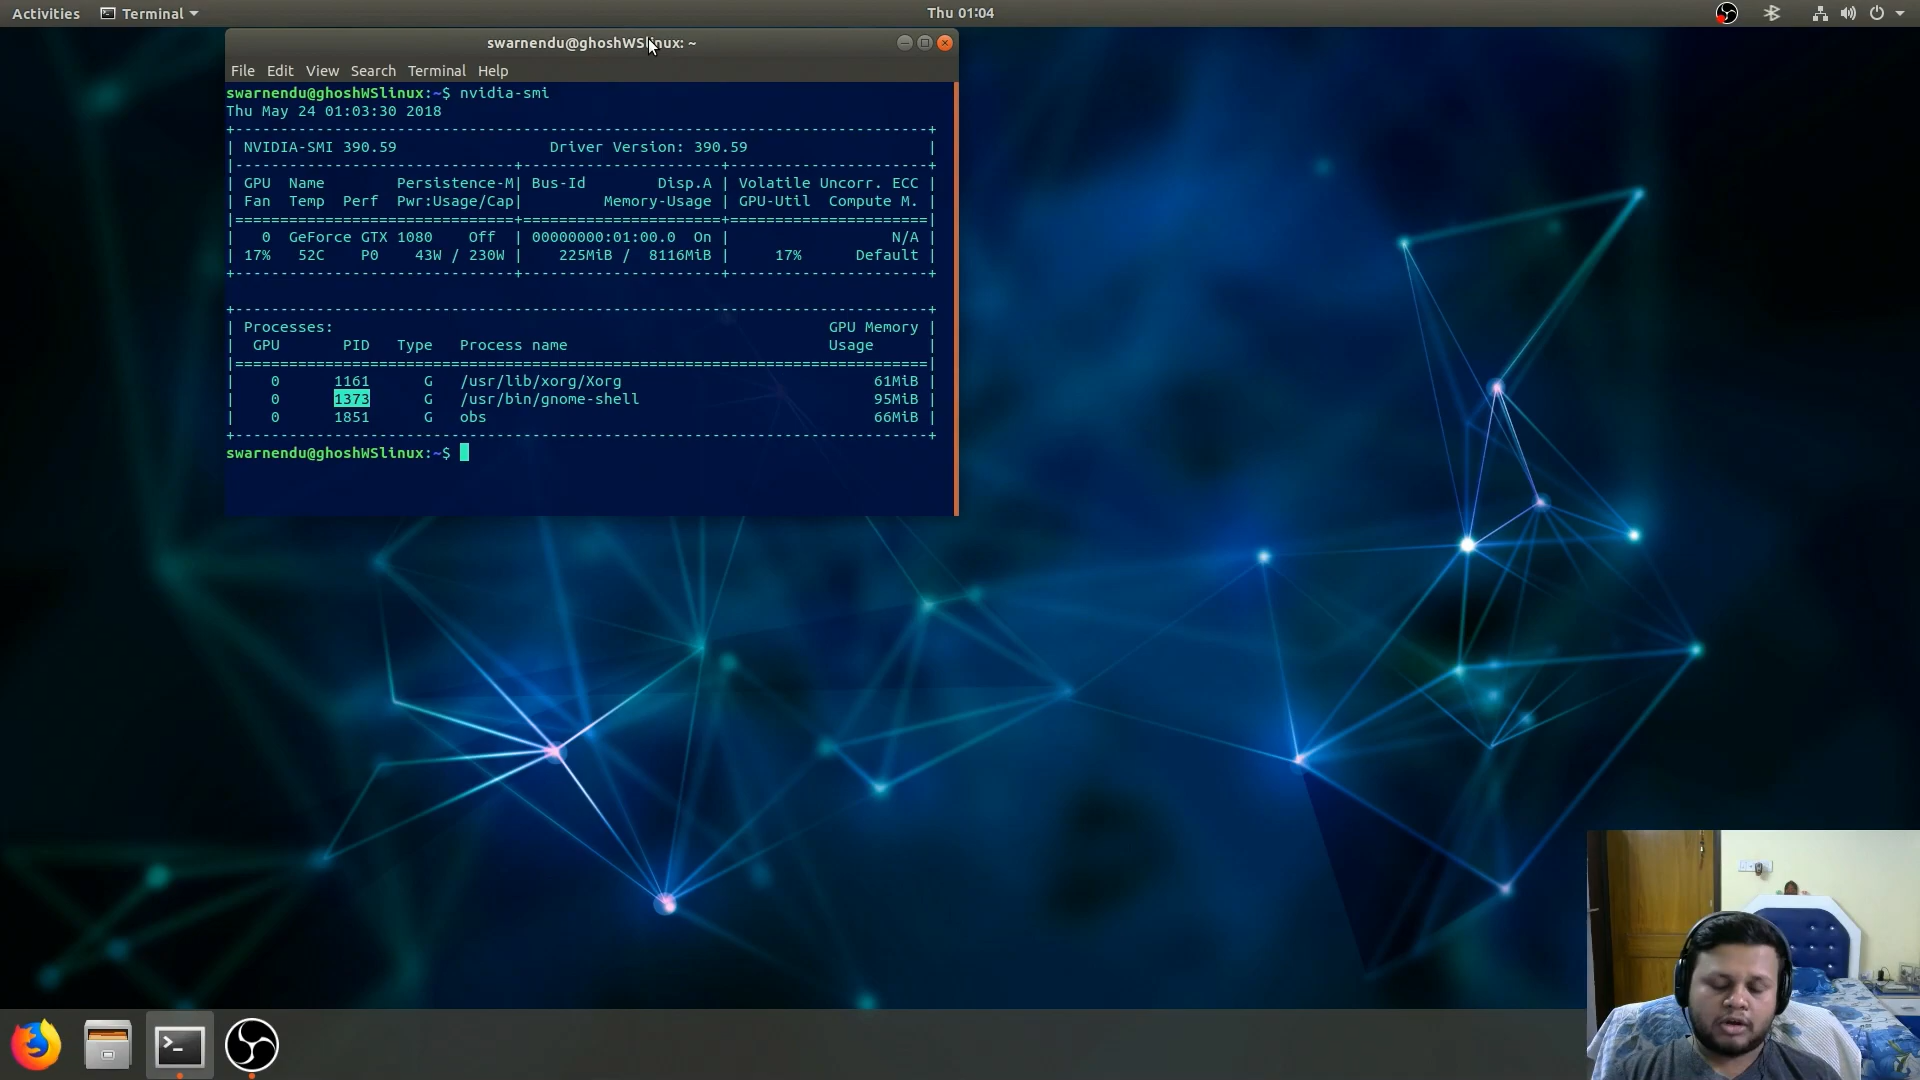 Activities Terminal Thu 01:04
swarnendu@ghoshWSlinux: ~
File Edit View Search Terminal Help
swarnendu@ghoshWSlinux:~$ nvidia-smi
Thu May 24 01:03:30 2018
+-----------------------------------------------------------------------------+
| NVIDIA-SMI 390.59                 Driver Version: 390.59                    |
|-------------------------------+----------------------+----------------------+
| GPU  Name        Persistence-M| Bus-Id        Disp.A | Volatile Uncorr. ECC |
| Fan  Temp  Perf  Pwr:Usage/Cap|         Memory-Usage | GPU-Util  Compute M. |
|===============================+======================+======================|
|   0  GeForce GTX 1080    Off  | 00000000:01:00.0  On |                  N/A |
| 17%   52C    P0    43W / 230W |    225MiB /  8116MiB |     17%      Default |
+-------------------------------+----------------------+----------------------+
+-----------------------------------------------------------------------------+
| Processes:                                                       GPU Memory |
|  GPU       PID   Type   Process name                             Usage      |
|=============================================================================|
|    0      1161      G   /usr/lib/xorg/Xorg                            61MiB |
|    0      1373      G   /usr/bin/gnome-shell                          95MiB |
|    0      1851      G   obs                                           66MiB |
+-----------------------------------------------------------------------------+
swarnendu@ghoshWSlinux:~$